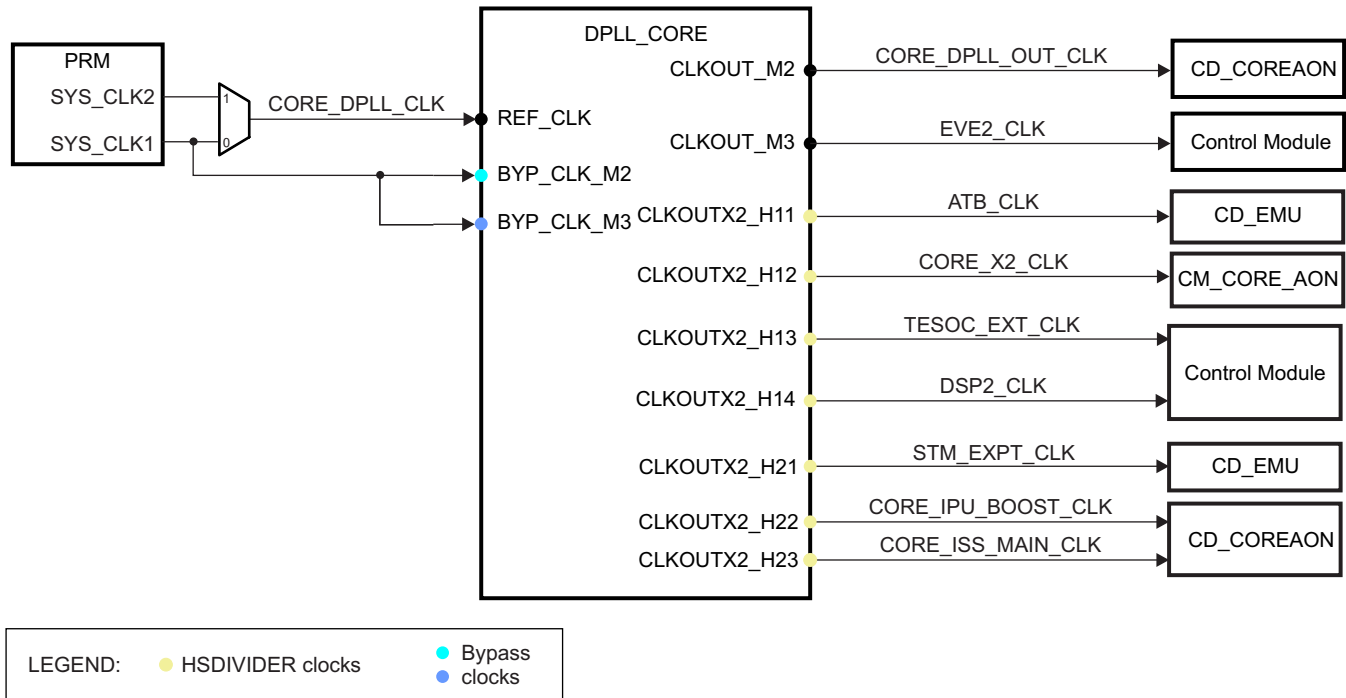 PRM
SYS_CLK2
SYS_CLK1
1
0
CORE_DPLL_CLK
DPLL_CORE
REF_CLK
BYP_CLK_M2
BYP_CLK_M3
CLKOUT_M2
CORE_DPLL_OUT_CLK
CD_COREAON
CLKOUT_M3
EVE2_CLK
Control Module
CLKOUTX2_H11
ATB_CLK
CD_EMU
CLKOUTX2_H12
CORE_X2_CLK
CM_CORE_AON
CLKOUTX2_H13
TESOC_EXT_CLK
CLKOUTX2_H14
DSP2_CLK
Control Module
CLKOUTX2_H21
STM_EXPT_CLK
CD_EMU
CLKOUTX2_H22
CORE_IPU_BOOST_CLK
CLKOUTX2_H23
CORE_ISS_MAIN_CLK
CD_COREAON
LEGEND:
HSDIVIDER clocks
Bypass
clocks